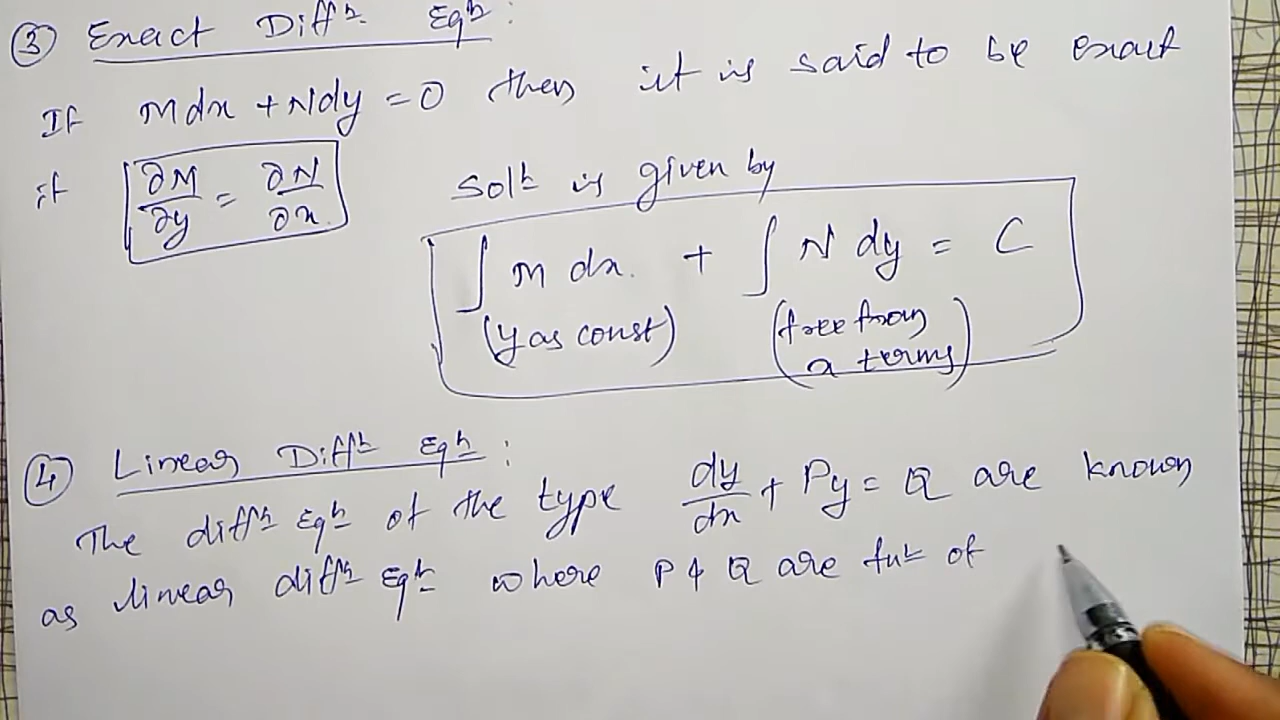 ③ Exact Diffn Eqn :
If Mdx + Ndy = 0 then it is said to be exact
if ∂M/∂y = ∂N/∂x
Soln is given by
∫ M dx + ∫ N dy = C
(y as const) (free from x terms)
④ Linear Diffn Eqn :
The diffn Eqn of the type dy/dx + Py = Q are known
as linear diffn Eqn where P & Q are fun of